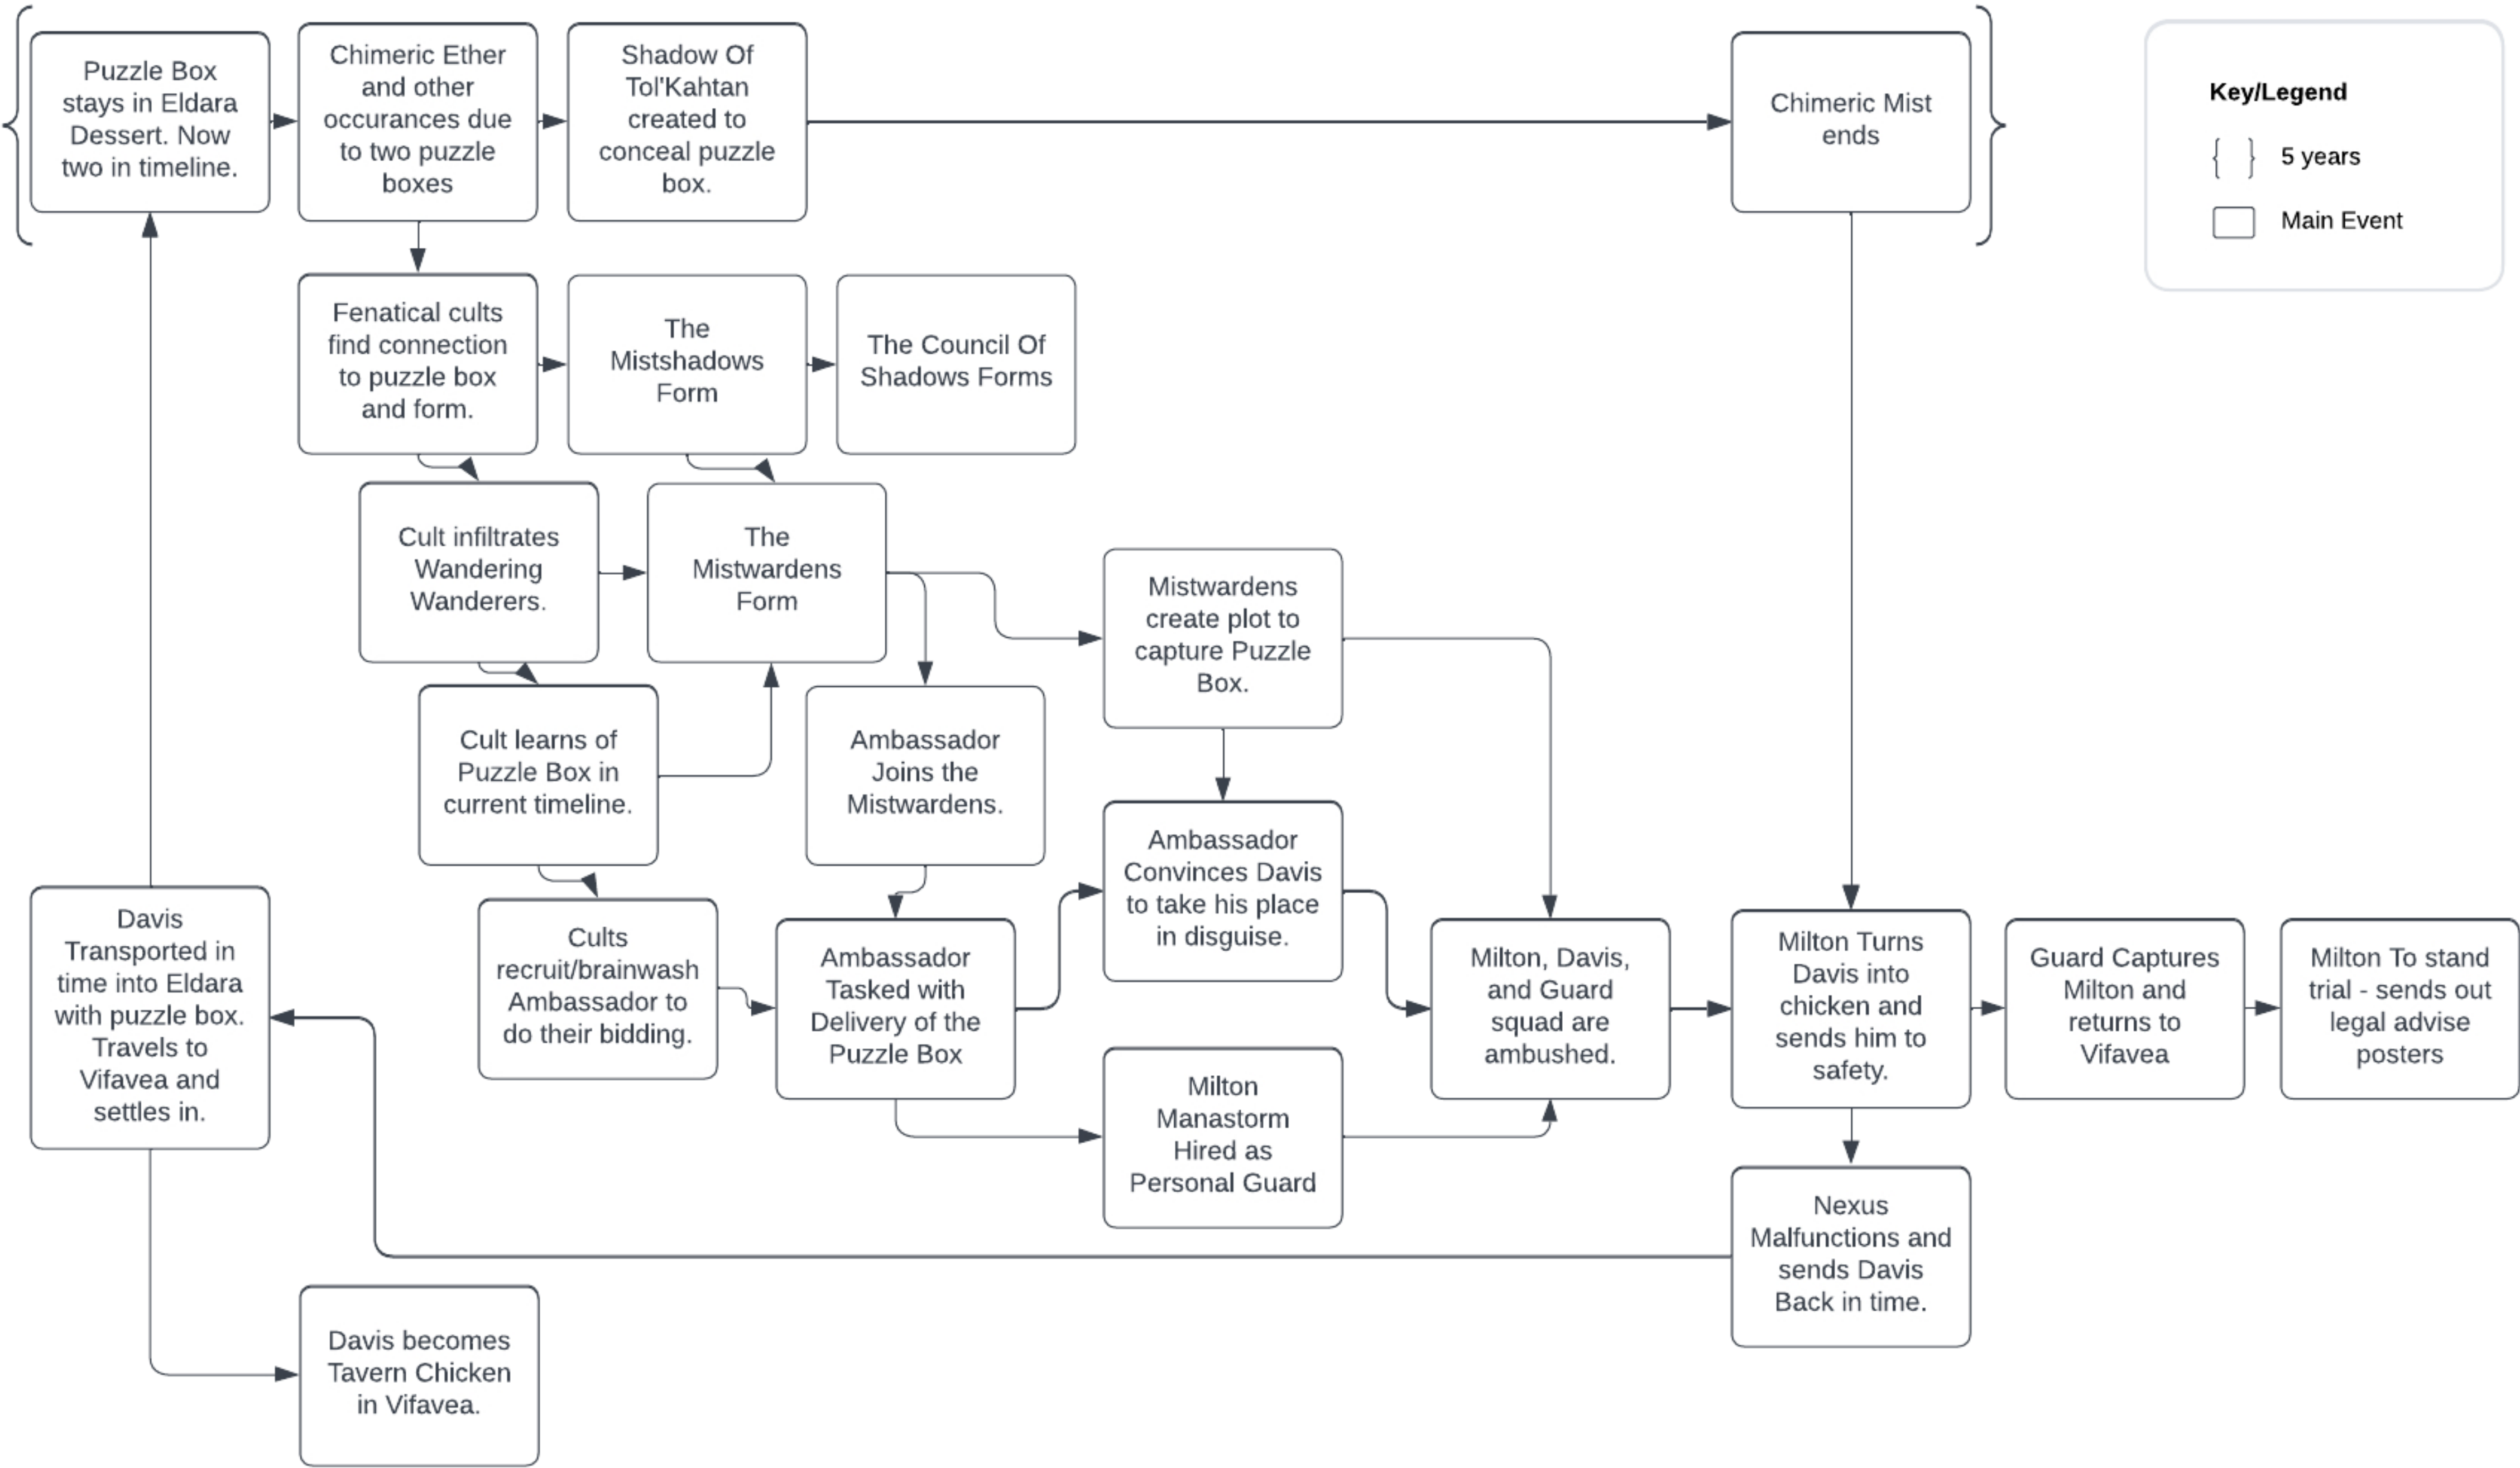 Puzzle Box
stays in Eldara
Dessert. Now
two in timeline.
Chimeric Ether
and other
occurances due
to two puzzle
boxes
Shadow Of
Tol'Kahtan
created to
conceal puzzle
box.
Chimeric Mist
ends
Key/Legend
{ } 5 years
Main Event
Fenatical cults
find connection
to puzzle box
and form.
The
Mistshadows
Form
The Council Of
Shadows Forms
Cult infiltrates
Wandering
Wanderers.
The
Mistwardens
Form
Mistwardens
create plot to
capture Puzzle
Box.
Cult learns of
Puzzle Box in
current timeline.
Ambassador
Joins the
Mistwardens.
Ambassador
Convinces Davis
to take his place
in disguise.
Davis
Transported in
time into Eldara
with puzzle box.
Travels to
Vifavea and
settles in.
Cults
recruit/brainwash
Ambassador to
do their bidding.
Ambassador
Tasked with
Delivery of the
Puzzle Box
Milton, Davis,
and Guard
squad are
ambushed.
Milton Turns
Davis into
chicken and
sends him to
safety.
Guard Captures
Milton and
returns to
Vifavea
Milton To stand
trial - sends out
legal advise
posters
Milton
Manastorm
Hired as
Personal Guard
Nexus
Malfunctions and
sends Davis
Back in time.
Davis becomes
Tavern Chicken
in Vifavea.